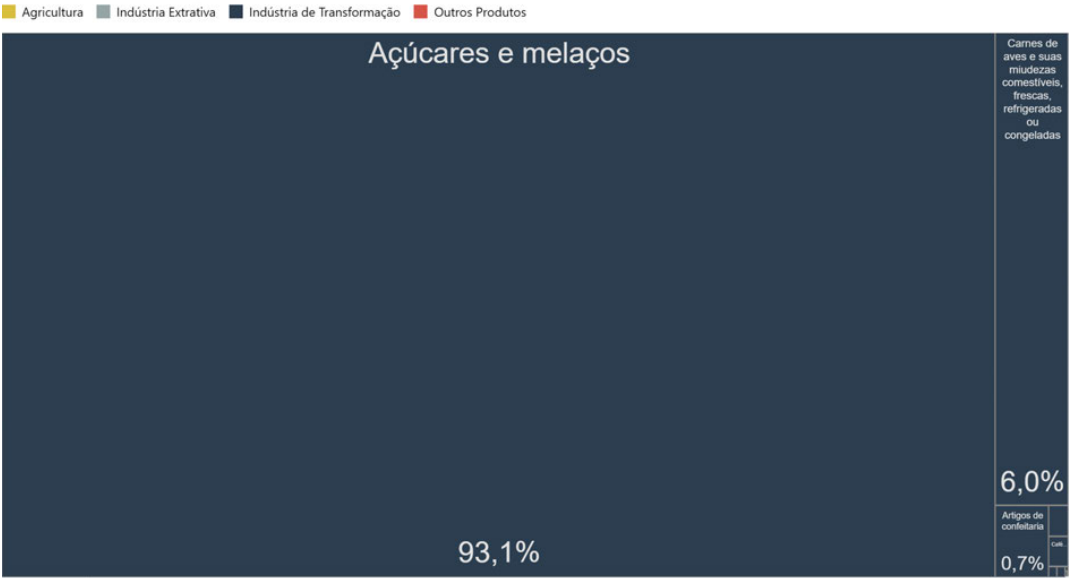 Agricultura Indústria Extrativa Indústria de Transformação Outros Produtos
Açúcares e melaços
93,1%
Carnes de
aves e suas
miudezas
comestíveis,
frescas,
refrigeradas
ou
congeladas
6,0%
Artigos de
confeitaria
0,7%